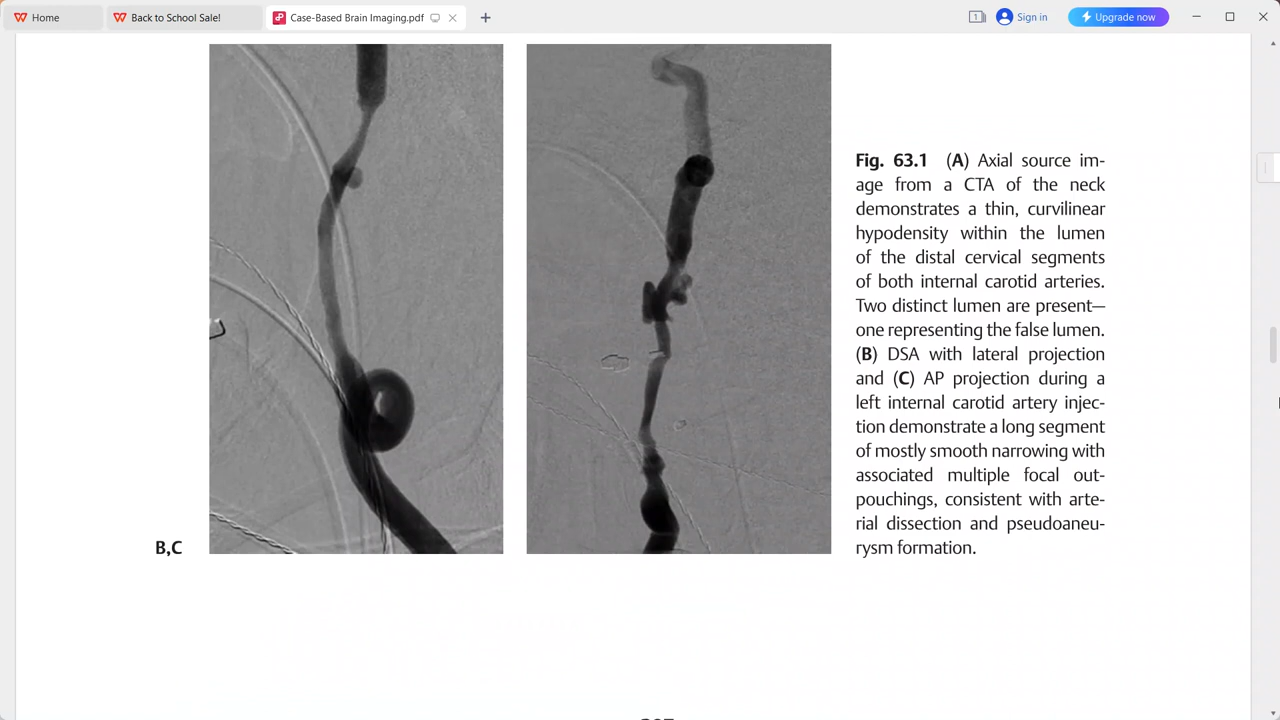 Home
Back to School Sale!
Case-Based Brain Imaging.pdf
1
Sign in
Upgrade now
Fig. 63.1 (A) Axial source im-
age from a CTA of the neck
demonstrates a thin, curvilinear
hypodensity within the lumen
of the distal cervical segments
of both internal carotid arteries.
Two distinct lumen are present—
one representing the false lumen.
(B) DSA with lateral projection
and (C) AP projection during a
left internal carotid artery injec-
tion demonstrate a long segment
of mostly smooth narrowing with
associated multiple focal out-
pouchings, consistent with arte-
rial dissection and pseudoaneu-
rysm formation.
B,C